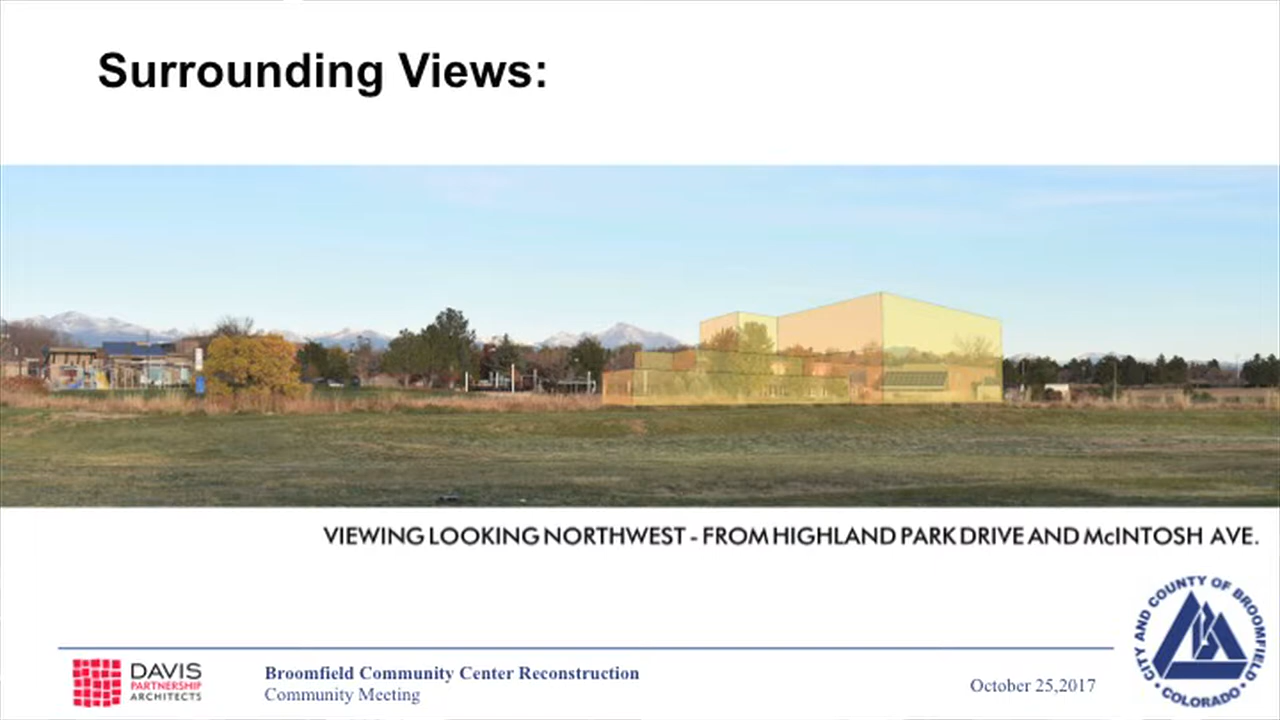 Surrounding Views:
VIEWING LOOKING NORTHWEST - FROM HIGHLAND PARK DRIVE AND McINTOSH AVE.
DAVIS
PARTNERSHIP
ARCHITECTS
Broomfield Community Center Reconstruction
Community Meeting
October 25,2017
CITY AND COUNTY OF BROOMFIELD
• COLORADO •